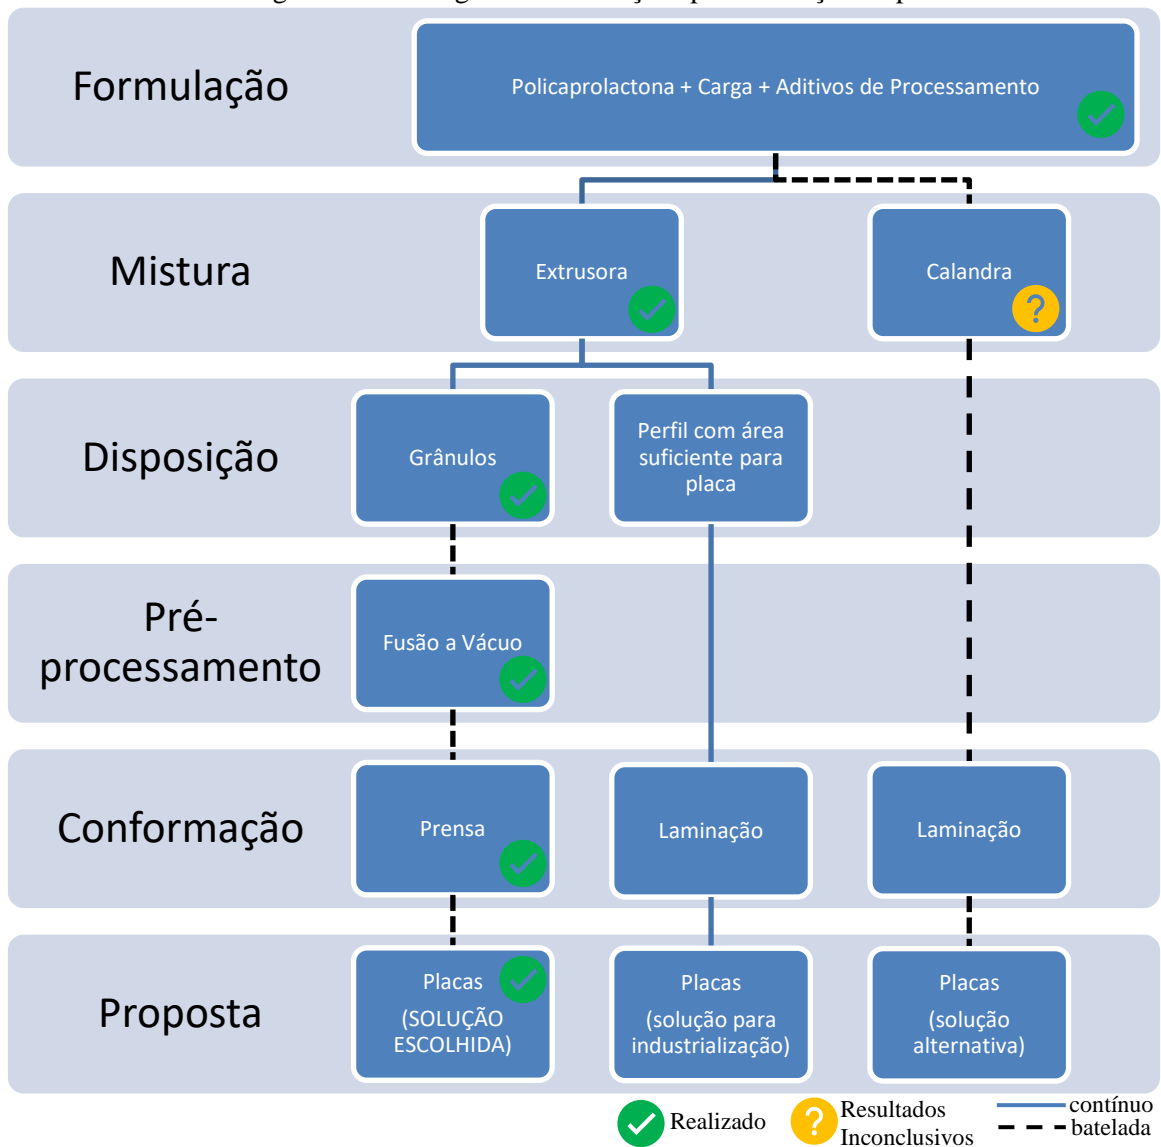 Formulação
Policaprolactona + Carga + Aditivos de Processamento
Mistura
Extrusora
Calandra
?
Disposição
Grânulos
Perfil com área
suficiente para
placa
Pré-
processamento
Fusão a Vácuo
Conformação
Prensa
Laminação
Laminação
Proposta
Placas
(SOLUÇÃO
ESCOLHIDA)
Placas
(solução para
industrialização)
Placas
(solução
alternativa)
Realizado
?
Resultados
Inconclusivos
contínuo
batelada